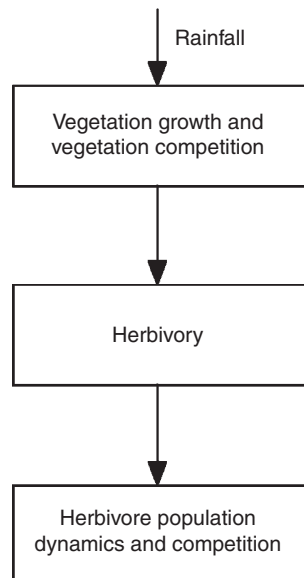 Rainfall
Vegetation growth and
vegetation competition
Herbivory
Herbivore population
dynamics and competition